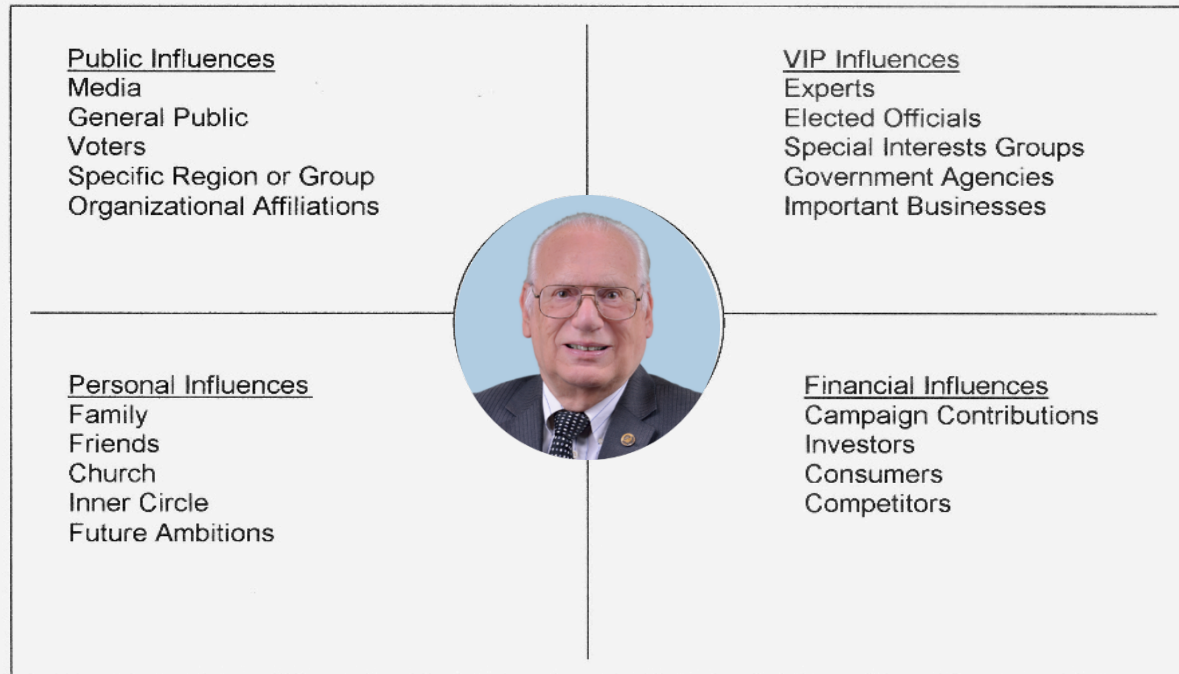 Public Influences
Media
General Public
Voters
Specific Region or Group
Organizational Affiliations
VIP Influences
Experts
Elected Officials
Special Interests Groups
Government Agencies
Important Businesses
Personal Influences
Family
Friends
Church
Inner Circle
Future Ambitions
Financial Influences
Campaign Contributions
Investors
Consumers
Competitors